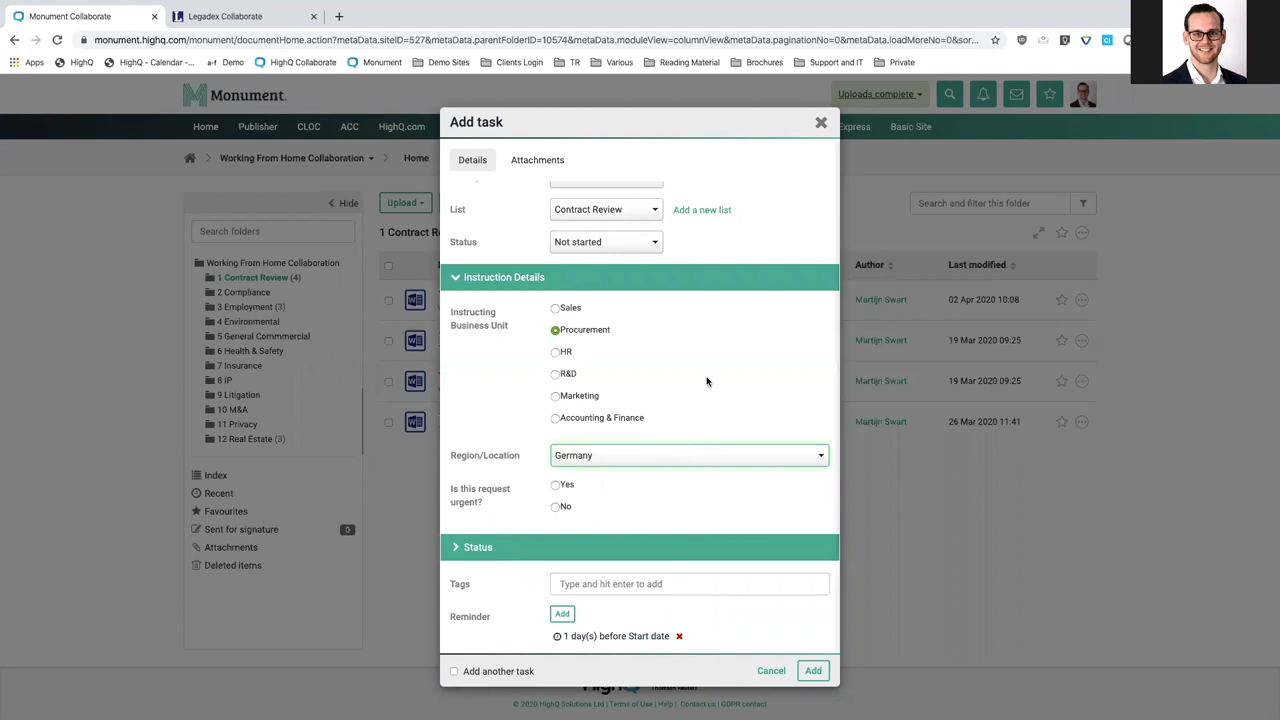 Monument Collaborate
Legadex Collaborate
monument.highq.com/monument/documentHome.action?metaData.siteID=527&metaData.parentFolderID=10574&metaData.moduleView=columnView&metaData.paginationNo=0&metaData.loadMoreNo=0&sor...
Apps
HighQ
HighQ - Calendar -...
Demo
HighQ Collaborate
Monument
Demo Sites
Clients Login
TR
Various
Reading Material
Brochures
Support and IT
Private
Monument.
Uploads complete
Home
Publisher
CLOC
ACC
HighQ.com
Express
Basic Site
Working From Home Collaboration
Home
Hide
Search folders
Working From Home Collaboration
1 Contract Review (4)
2 Compliance
3 Employment (3)
4 Environmental
5 General Commmercial
6 Health & Safety
7 Insurance
8 IP
9 Litigation
10 M&A
11 Privacy
12 Real Estate (3)
Index
Recent
Favourites
Sent for signature
0
Attachments
Deleted items
Upload
1 Contract Re
Search and filter this folder
Author
Last modified
Martijn Swart
02 Apr 2020 10:08
Martijn Swart
19 Mar 2020 09:25
Martijn Swart
19 Mar 2020 09:25
Martijn Swart
26 Mar 2020 11:41
Add task
Details
Attachments
List
Contract Review
Add a new list
Status
Not started
Instruction Details
Instructing
Business Unit
Sales
Procurement
HR
R&D
Marketing
Accounting & Finance
Region/Location
Germany
Is this request
urgent?
Yes
No
Status
Tags
Type and hit enter to add
Reminder
Add
1 day(s) before Start date
Add another task
Cancel
Add
© 2020 HighQ Solutions Ltd | Terms of Use | Help | Contact us | GDPR contact